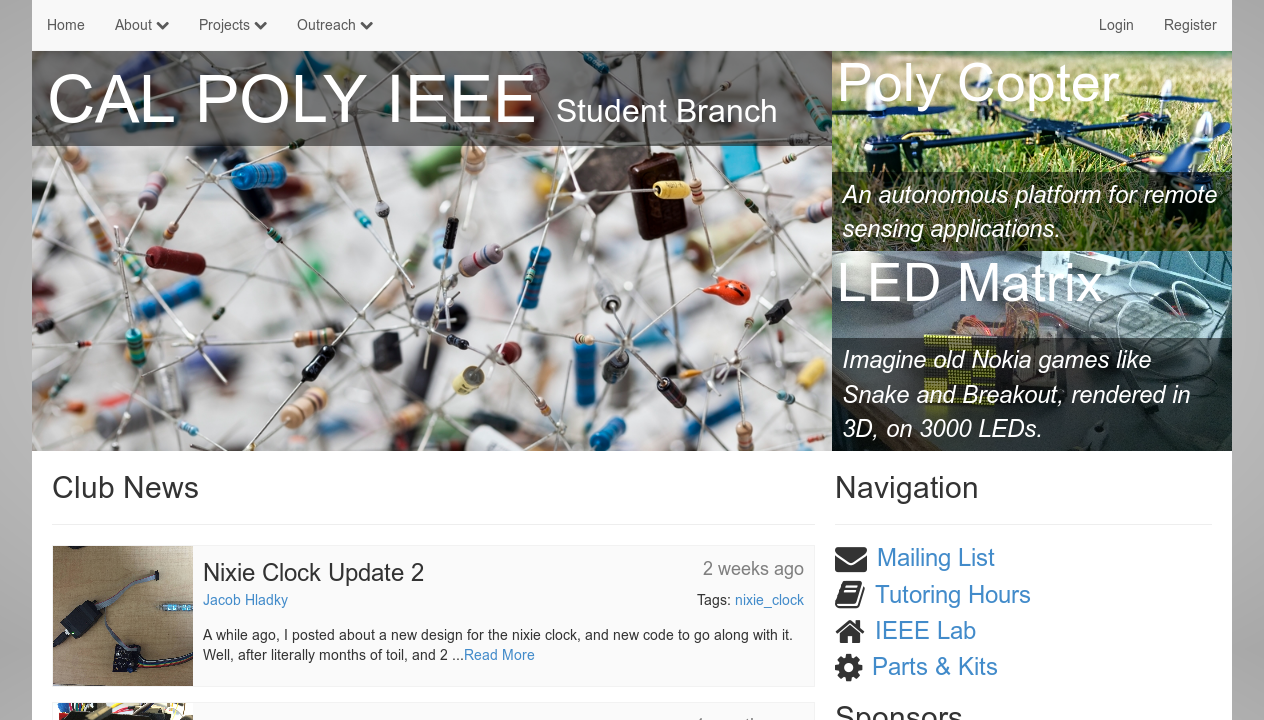 Home About Projects Outreach Login Register
CAL POLY IEEE Student Branch
Poly Copter
An autonomous platform for remote
sensing applications.
LED Matrix
Imagine old Nokia games like
Snake and Breakout, rendered in
3D, on 3000 LEDs.
Club News
Nixie Clock Update 2
2 weeks ago
Jacob Hladky
Tags: nixie_clock
A while ago, I posted about a new design for the nixie clock, and new code to go along with it.
Well, after literally months of toil, and 2 ...Read More
Navigation
Mailing List
Tutoring Hours
IEEE Lab
Parts & Kits
Sponsors